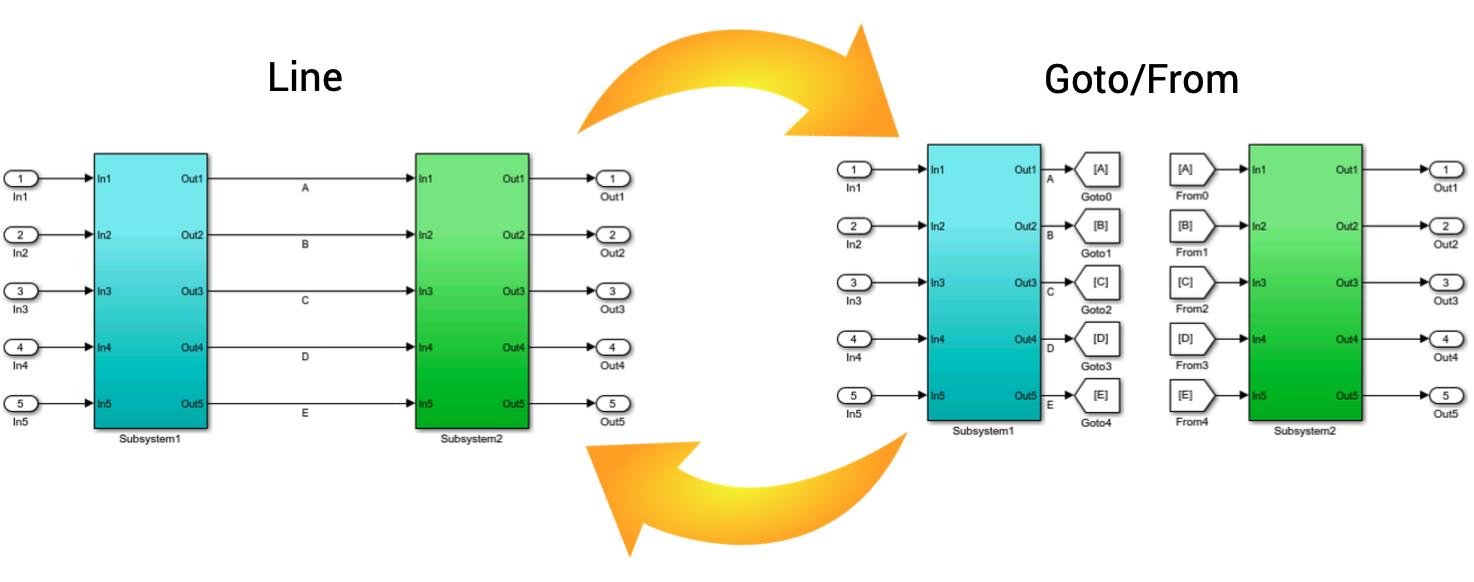 Line
Goto/From
1
In1
2
In2
3
In3
4
In4
5
In5
In1
In2
In3
In4
In5
Out1
Out2
Out3
Out4
Out5
Subsystem1
A
B
C
D
E
In1
In2
In3
In4
In5
Out1
Out2
Out3
Out4
Out5
Subsystem2
1
Out1
2
Out2
3
Out3
4
Out4
5
Out5
1
In1
2
In2
3
In3
4
In4
5
In5
In1
In2
In3
In4
In5
Out1
Out2
Out3
Out4
Out5
Subsystem1
A
B
C
D
E
[A]
Goto0
[B]
Goto1
[C]
Goto2
[D]
Goto3
[E]
Goto4
[A]
From0
[B]
From1
[C]
From2
[D]
From3
[E]
From4
In1
In2
In3
In4
In5
Out1
Out2
Out3
Out4
Out5
Subsystem2
1
Out1
2
Out2
3
Out3
4
Out4
5
Out5